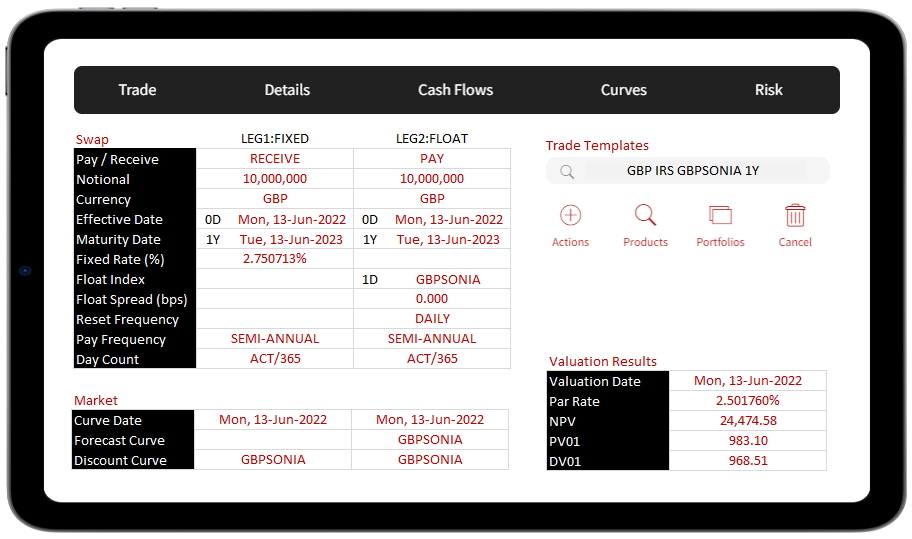 Trade Details Cash Flows Curves Risk
Swap LEG1:FIXED LEG2:FLOAT
Pay / Receive RECEIVE PAY
Notional 10,000,000 10,000,000
Currency GBP GBP
Effective Date 0D Mon, 13-Jun-2022 0D Mon, 13-Jun-2022
Maturity Date 1Y Tue, 13-Jun-2023 1Y Tue, 13-Jun-2023
Fixed Rate (%) 2.750713%
Float Index 1D GBPSONIA
Float Spread (bps) 0.000
Reset Frequency DAILY
Pay Frequency SEMI-ANNUAL SEMI-ANNUAL
Day Count ACT/365 ACT/365
Market
Curve Date Mon, 13-Jun-2022 Mon, 13-Jun-2022
Forecast Curve GBPSONIA
Discount Curve GBPSONIA GBPSONIA
Trade Templates
GBP IRS GBPSONIA 1Y
Actions Products Portfolios Cancel
Valuation Results
Valuation Date Mon, 13-Jun-2022
Par Rate 2.501760%
NPV 24,474.58
PV01 983.10
DV01 968.51